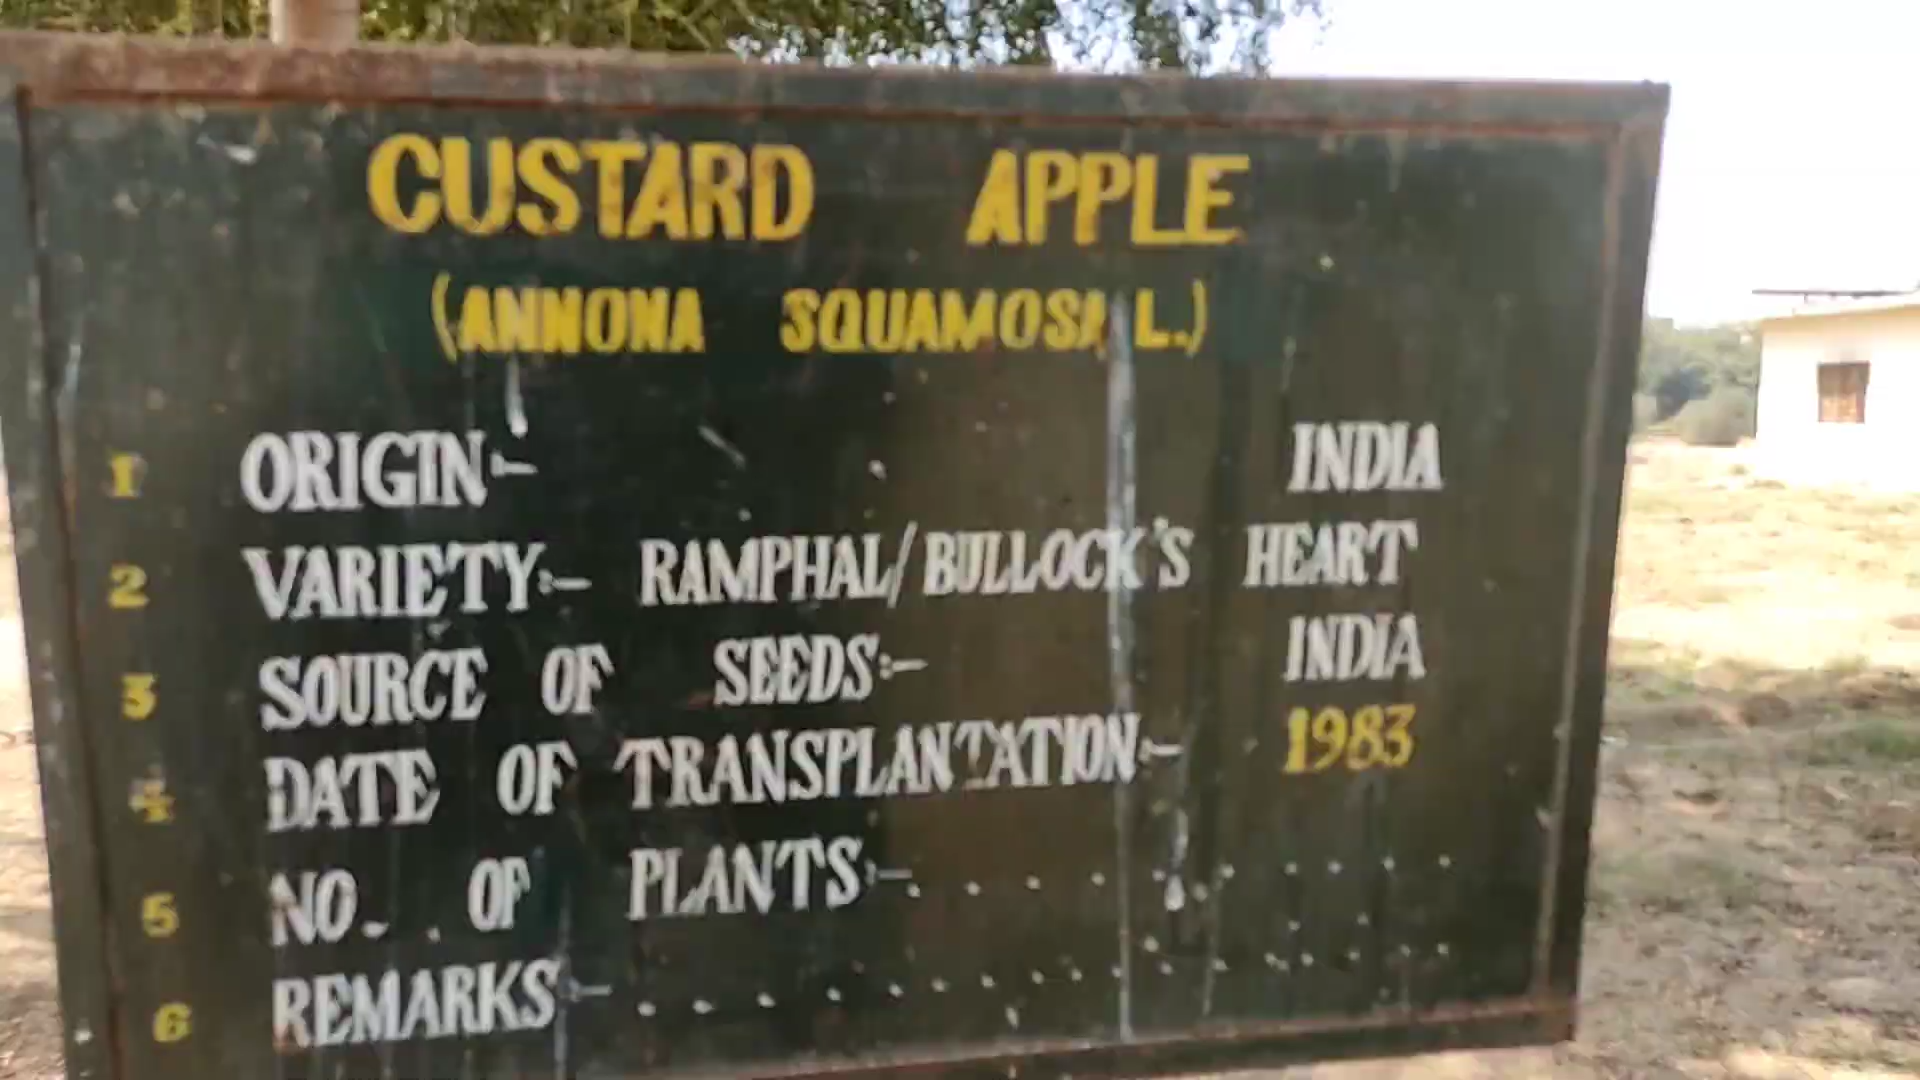 CUSTARD APPLE
(ANNONA SQUAMOSA L.)
1 ORIGIN:- INDIA
2 VARIETY:- RAMPHAL/BULLOCK'S HEART
3 SOURCE OF SEEDS:- INDIA
4 DATE OF TRANSPLANTATION:- 1983
5 NO. OF PLANTS:- . . . . . . . . . .
6 REMARKS:- . . . . . . . . . . . . .